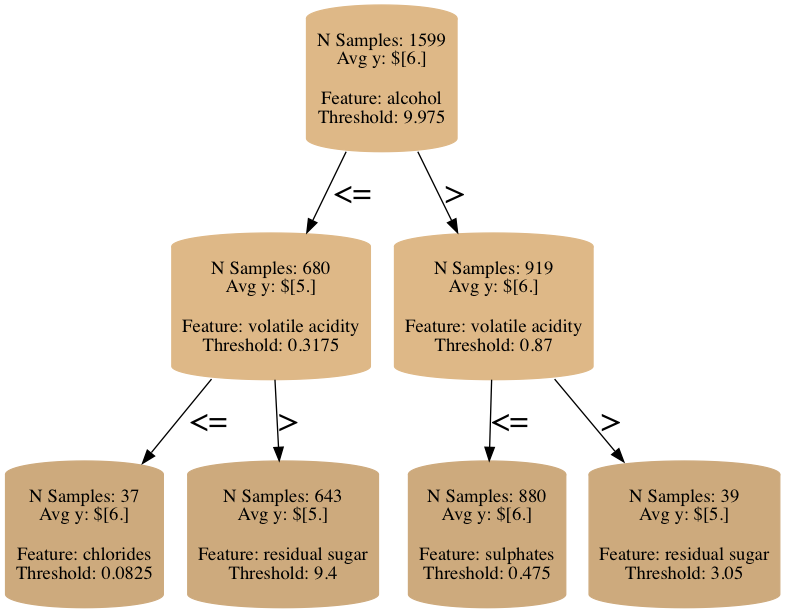 N Samples: 1599
Avg y: $[6.]
Feature: alcohol
Threshold: 9.975
<=
>
N Samples: 680
Avg y: $[5.]
Feature: volatile acidity
Threshold: 0.3175
N Samples: 919
Avg y: $[6.]
Feature: volatile acidity
Threshold: 0.87
<=
>
<=
>
N Samples: 37
Avg y: $[6.]
Feature: chlorides
Threshold: 0.0825
N Samples: 643
Avg y: $[5.]
Feature: residual sugar
Threshold: 9.4
N Samples: 880
Avg y: $[6.]
Feature: sulphates
Threshold: 0.475
N Samples: 39
Avg y: $[5.]
Feature: residual sugar
Threshold: 3.05